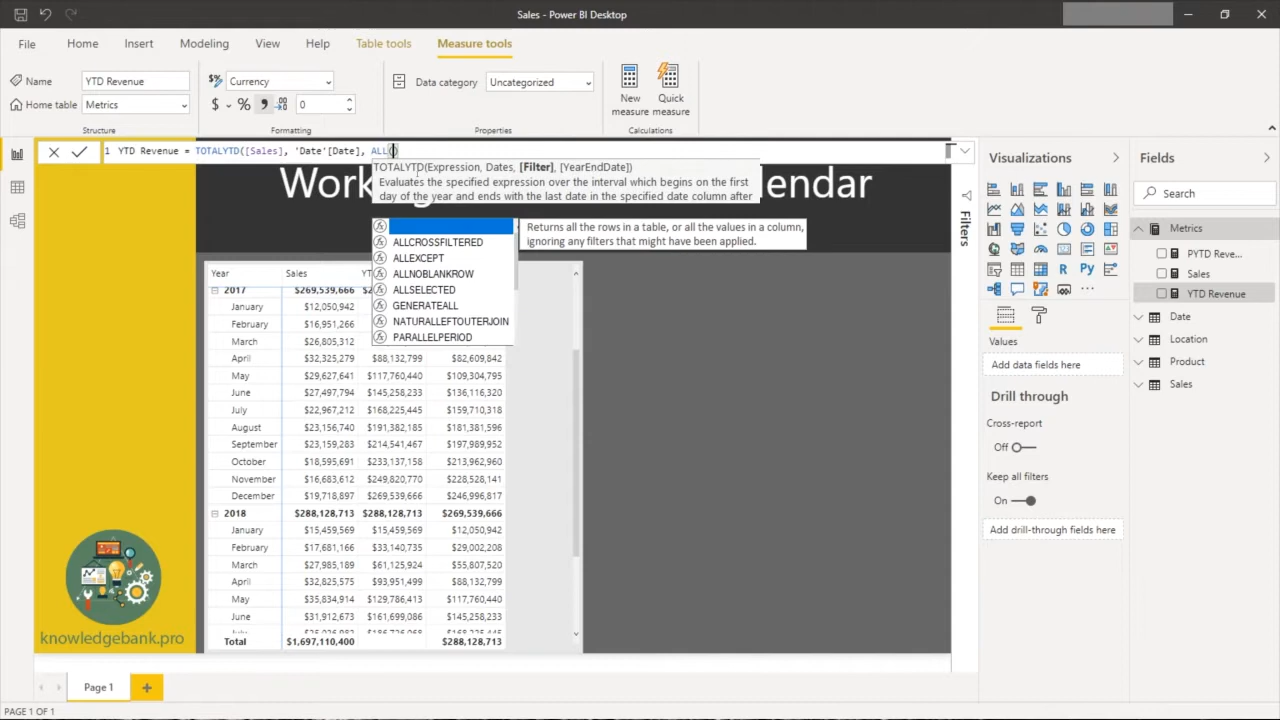 Sales - Power BI Desktop
File Home Insert Modeling View Help Table tools Measure tools
Name YTD Revenue
Home table Metrics
Structure
Currency
$ % , .00 0
Formatting
Data category Uncategorized
Properties
New measure
Quick measure
Calculations
1 YTD Revenue = TOTALYTD([Sales], 'Date'[Date], ALL()
TOTALYTD(Expression, Dates, [Filter], [YearEndDate])
Evaluates the specified expression over the interval which begins on the first
day of the year and ends with the last date in the specified date column after
Returns all the rows in a table, or all the values in a column,
ignoring any filters that might have been applied.
ALLCROSSFILTERED
ALLEXCEPT
ALLNOBLANKROW
ALLSELECTED
GENERATEALL
NATURALLEFTOUTERJOIN
PARALLELPERIOD
Year Sales
2017 $269,539,666
January $12,050,942
February $16,951,266
March $26,805,312
April $32,325,279 $88,132,799 $82,609,842
May $29,627,641 $117,760,440 $109,304,795
June $27,497,794 $145,258,233 $136,116,320
July $22,967,212 $168,225,445 $159,710,318
August $23,156,740 $191,382,185 $181,381,596
September $23,159,283 $214,541,467 $197,989,952
October $18,595,691 $233,137,158 $213,962,960
November $16,683,612 $249,820,770 $228,528,141
December $19,718,897 $269,539,666 $246,996,817
2018 $288,128,713 $288,128,713 $269,539,666
January $15,459,569 $15,459,569 $12,050,942
February $17,681,166 $33,140,735 $29,002,208
March $27,985,189 $61,125,924 $55,807,520
April $32,825,575 $93,951,499 $88,132,799
May $35,834,914 $129,786,413 $117,760,440
June $31,912,673 $161,699,086 $145,258,233
Total $1,697,110,400 $288,128,713
knowledgebank.pro
Page 1
Filters
Visualizations
R Py
Values
Add data fields here
Drill through
Cross-report
Off
Keep all filters
On
Add drill-through fields here
Fields
Search
Metrics
PYTD Reve...
Sales
YTD Revenue
Date
Location
Product
Sales
PAGE 1 OF 1